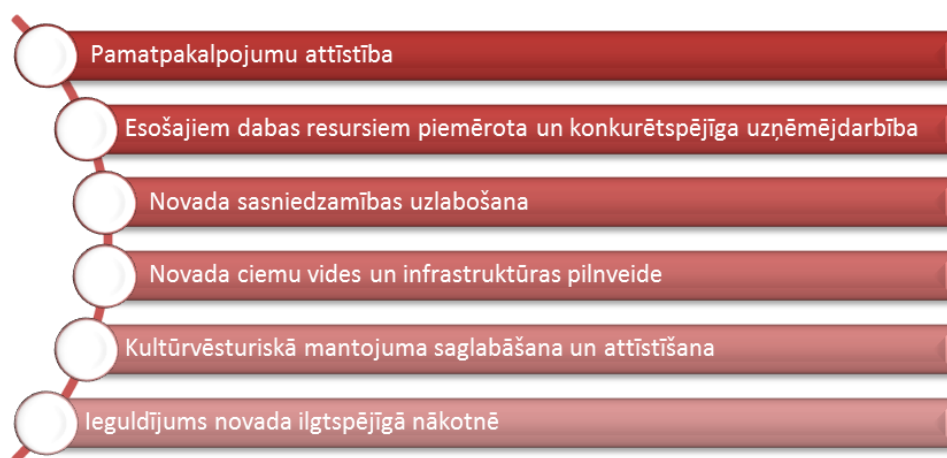 Pamatpakalpojumu attīstība
Esošajiem dabas resursiem piemērota un konkurētspējīga uzņēmējdarbība
Novada sasniedzamības uzlabošana
Novada ciemu vides un infrastruktūras pilnveide
Kultūrvēsturiskā mantojuma saglabāšana un attīstīšana
Ieguldījums novada ilgtspējīgā nākotnē